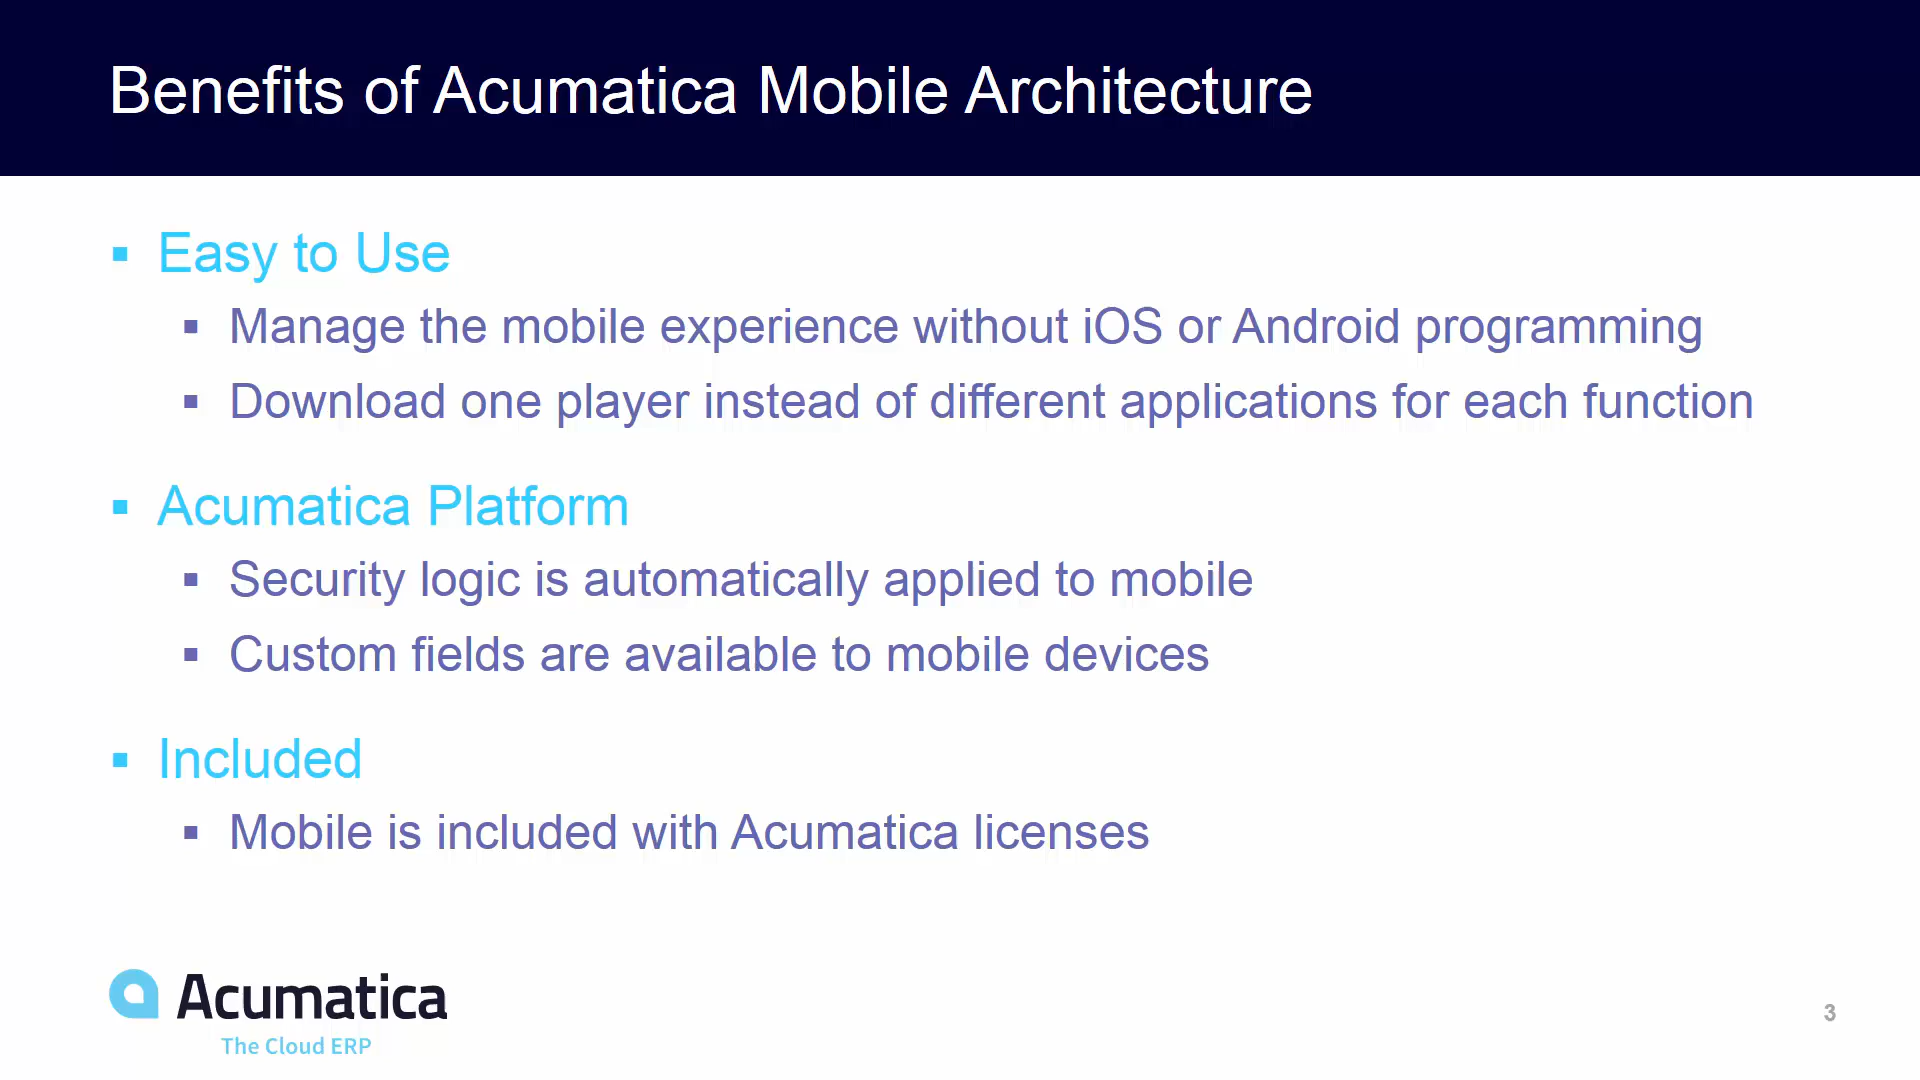 Benefits of Acumatica Mobile Architecture
▪ Easy to Use
▪ Manage the mobile experience without iOS or Android programming
▪ Download one player instead of different applications for each function
▪ Acumatica Platform
▪ Security logic is automatically applied to mobile
▪ Custom fields are available to mobile devices
▪ Included
▪ Mobile is included with Acumatica licenses
Acumatica
The Cloud ERP
3